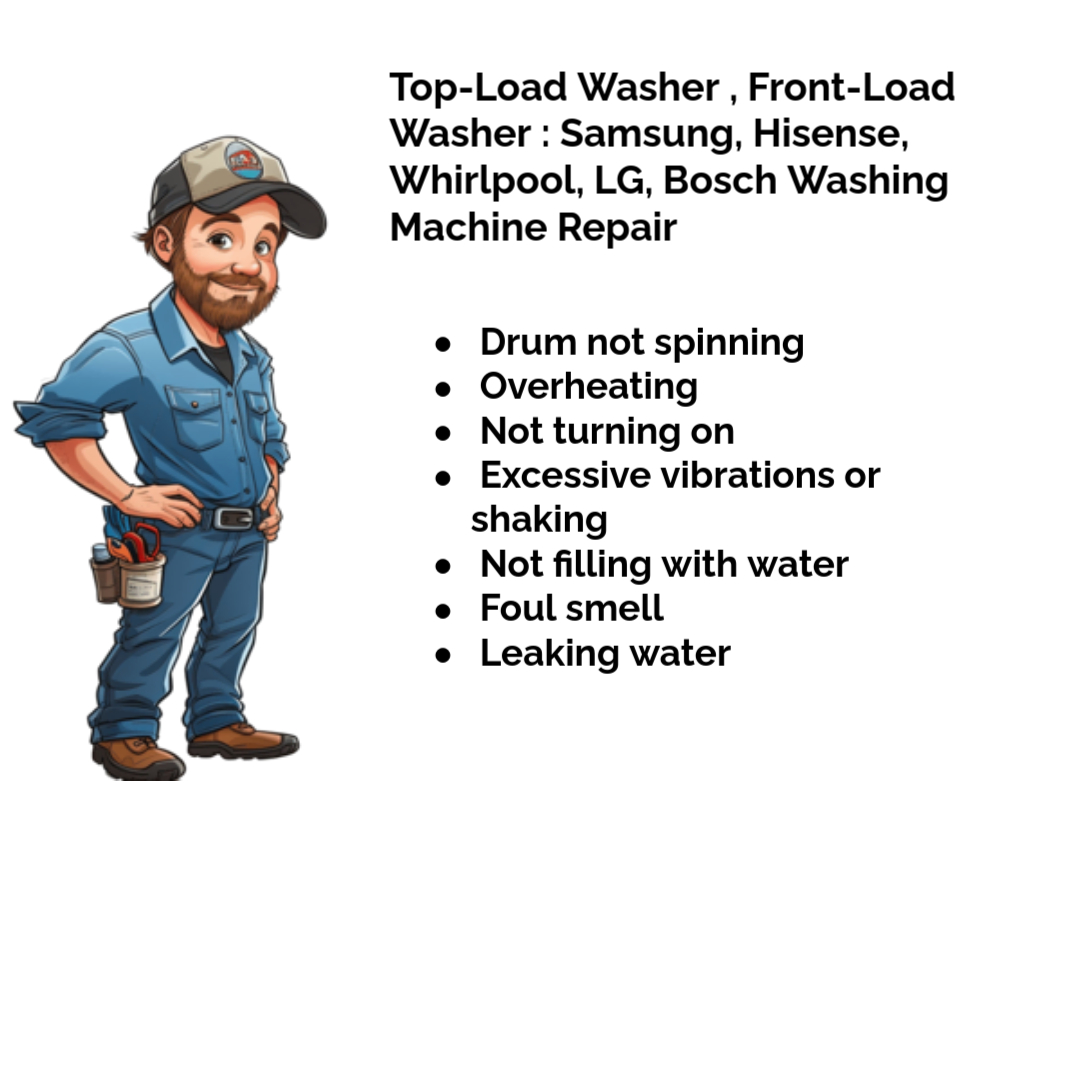 Top-Load Washer , Front-Load
Washer : Samsung, Hisense,
Whirlpool, LG, Bosch Washing
Machine Repair
● Drum not spinning
● Overheating
● Not turning on
● Excessive vibrations or
shaking
● Not filling with water
● Foul smell
● Leaking water